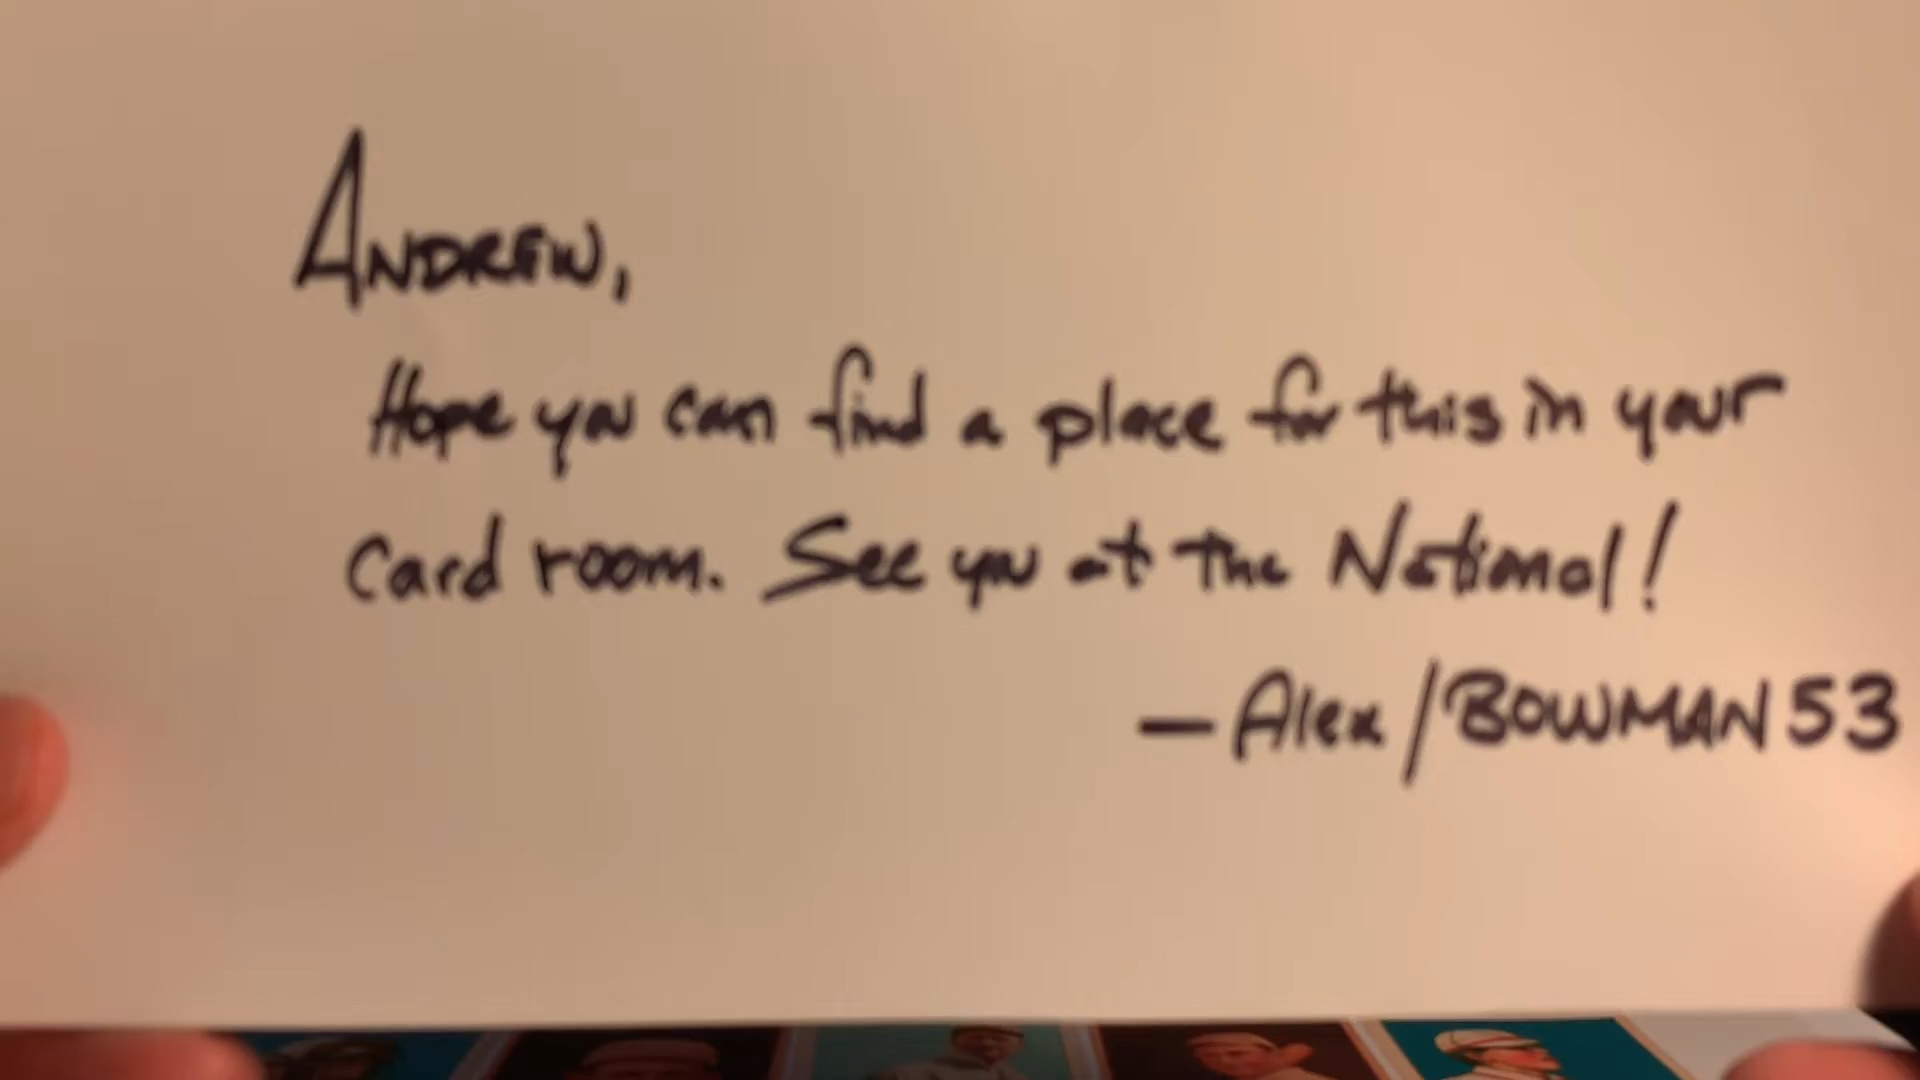 ANDREW,
Hope you can find a place for this in your
Card room. See you at the National!
— Alex / BOWMAN53